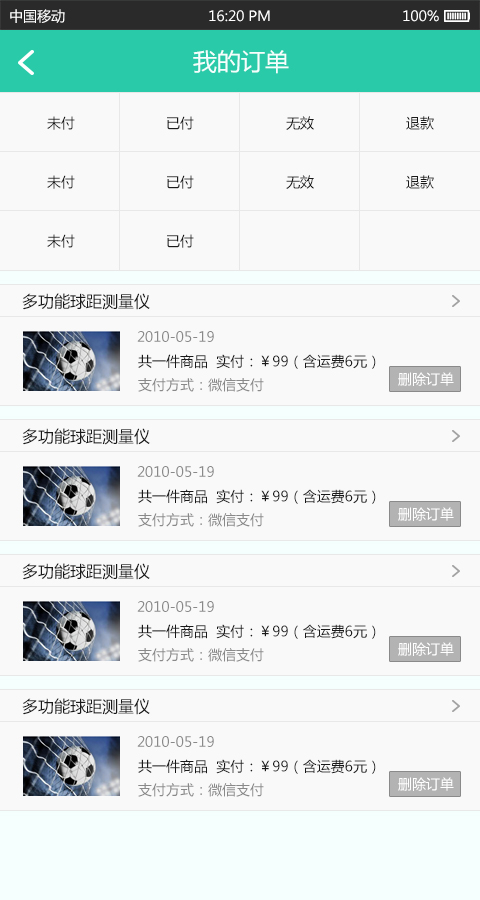 中国移动 16:20 PM 100%
我的订单
未付 已付 无效 退款
未付 已付 无效 退款
未付 已付
多功能球距测量仪
2010-05-19
共一件商品 实付：￥99（含运费6元）
支付方式：微信支付
删除订单
多功能球距测量仪
2010-05-19
共一件商品 实付：￥99（含运费6元）
支付方式：微信支付
删除订单
多功能球距测量仪
2010-05-19
共一件商品 实付：￥99（含运费6元）
支付方式：微信支付
删除订单
多功能球距测量仪
2010-05-19
共一件商品 实付：￥99（含运费6元）
支付方式：微信支付
删除订单